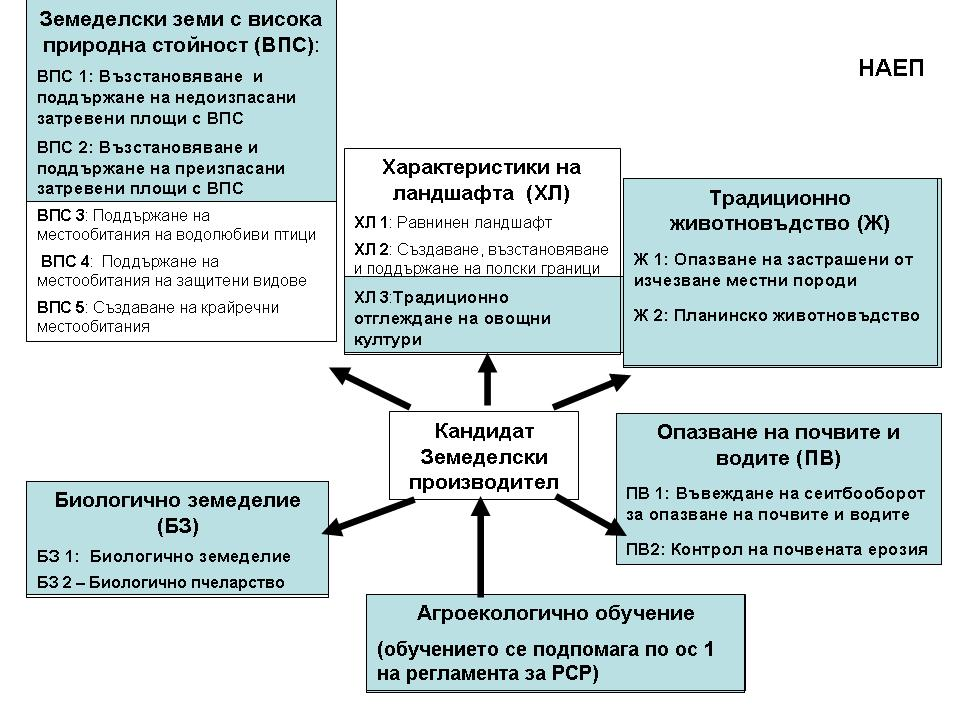 Земеделски земи с висока
природна стойност (ВПС):
ВПС 1: Възстановяване и
поддържане на недоизпасани
затревени площи с ВПС
ВПС 2: Възстановяване и
поддържане на преизпасани
затревени площи с ВПС
ВПС 3: Поддържане на
местообитания на водолюбиви птици
ВПС 4: Поддържане на
местообитания на защитени видове
ВПС 5: Създаване на крайречни
местообитания
НАЕП
Характеристики на
ландшафта (ХЛ)
ХЛ 1: Равнинен ландшафт
ХЛ 2: Създаване, възстановяване
и поддържане на полски граници
ХЛ 3:Традиционно
отглеждане на овощни
култури
Традиционно
животновъдство (Ж)
Ж 1: Опазване на застрашени от
изчезване местни породи
Ж 2: Планинско животновъдство
Кандидат
Земеделски
производител
Опазване на почвите и
водите (ПВ)
ПВ 1: Въвеждане на сеитбооборот
за опазване на почвите и водите
ПВ2: Контрол на почвената ерозия
Биологично земеделие
(БЗ)
БЗ 1: Биологично земеделие
БЗ 2 – Биологично пчеларство
Агроекологично обучение
(обучението се подпомага по ос 1
на регламента за РСР)